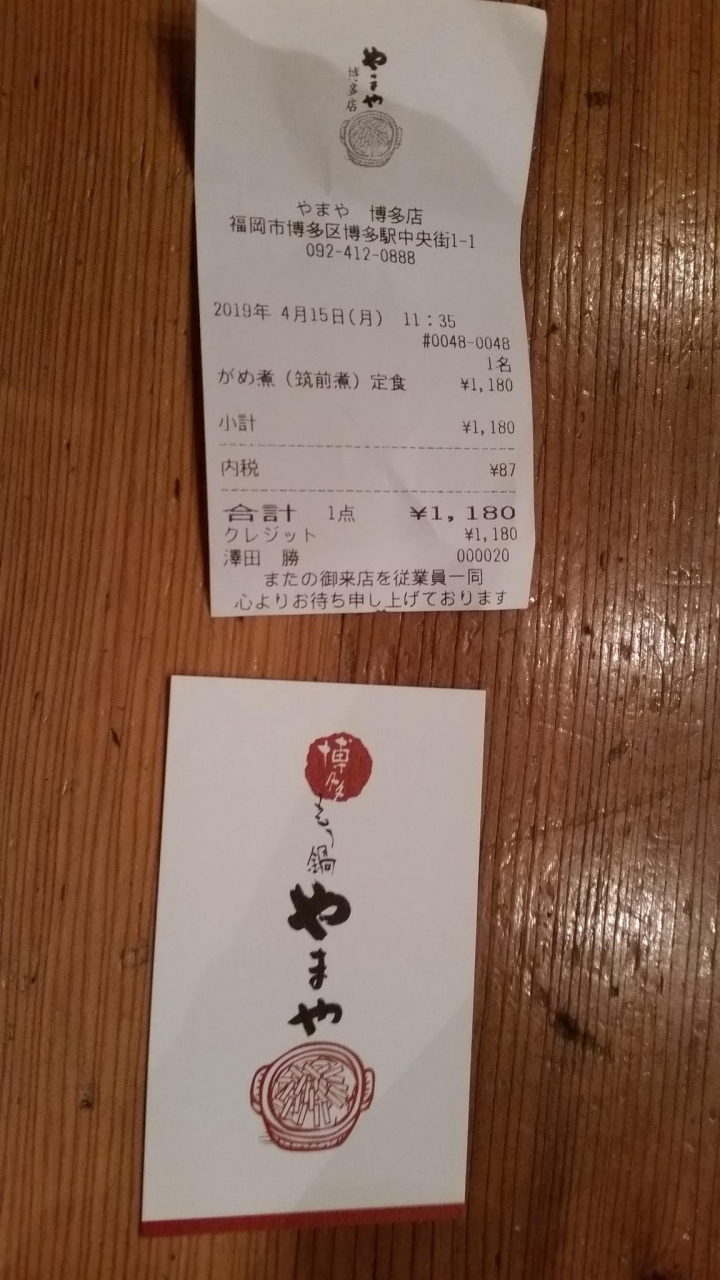 やまや
博多店
やまや 博多店
福岡市博多区博多駅中央街1-1
092-412-0888
2019年 4月15日(月) 11:35
#0048-0048
1名
がめ煮(筑前煮)定食 ¥1,180
小計 ¥1,180
内税 ¥87
合計 1点 ¥1,180
クレジット ¥1,180
澤田 勝 000020
またの御来店を従業員一同
心よりお待ち申し上げております
博多
もつ鍋
やまや